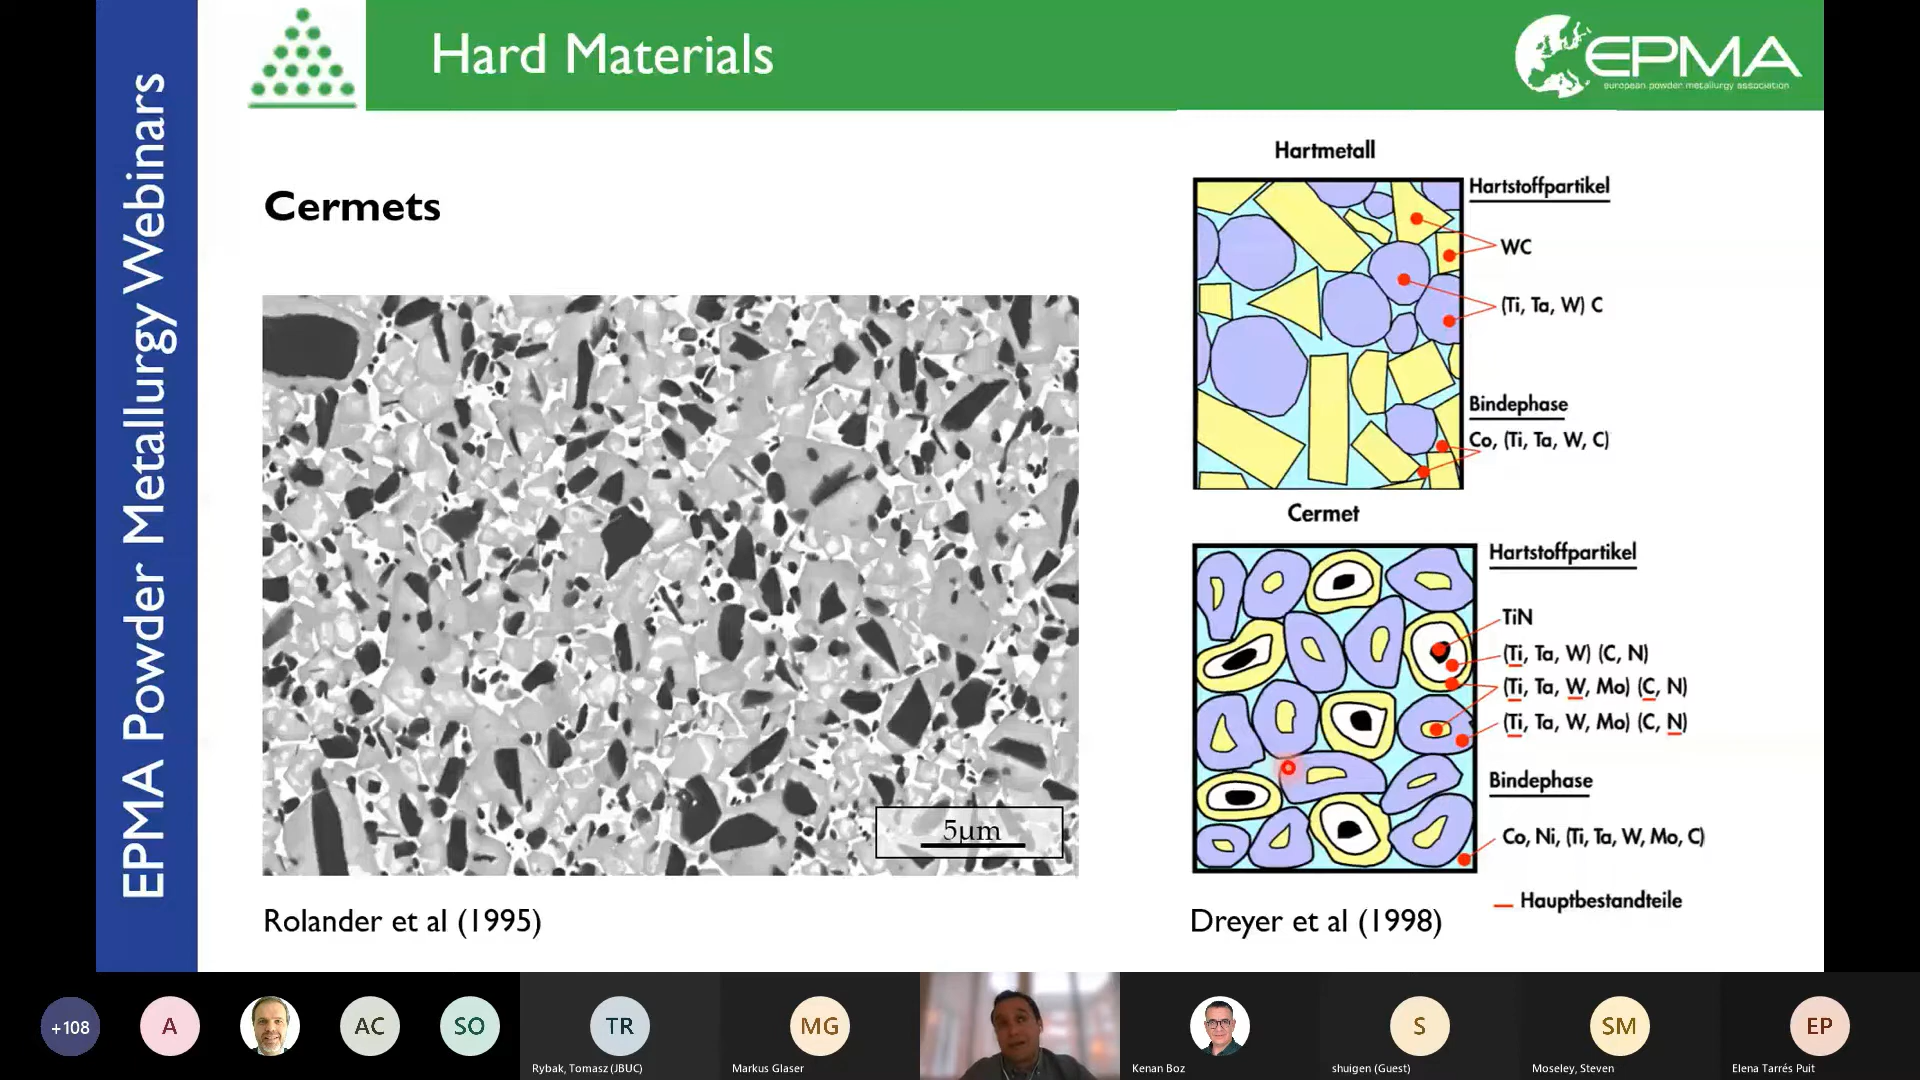 EPMA Powder Metallurgy Webinars
Hard Materials
EPMA
european powder metallurgy association
Cermets
5µm
Rolander et al (1995)
Hartmetall
Hartstoffpartikel
WC
(Ti, Ta, W) C
Bindephase
Co, (Ti, Ta, W, C)
Cermet
Hartstoffpartikel
TiN
(Ti, Ta, W) (C, N)
(Ti, Ta, W, Mo) (C, N)
(Ti, Ta, W, Mo) (C, N)
Bindephase
Co, Ni, (Ti, Ta, W, Mo, C)
Hauptbestandteile
Dreyer et al (1998)
+108
A
AC
SO
TR
Rybak, Tomasz (JBUC)
MG
Markus Glaser
Kenan Boz
S
shuigen (Guest)
SM
Moseley, Steven
EP
Elena Tarrés Puit